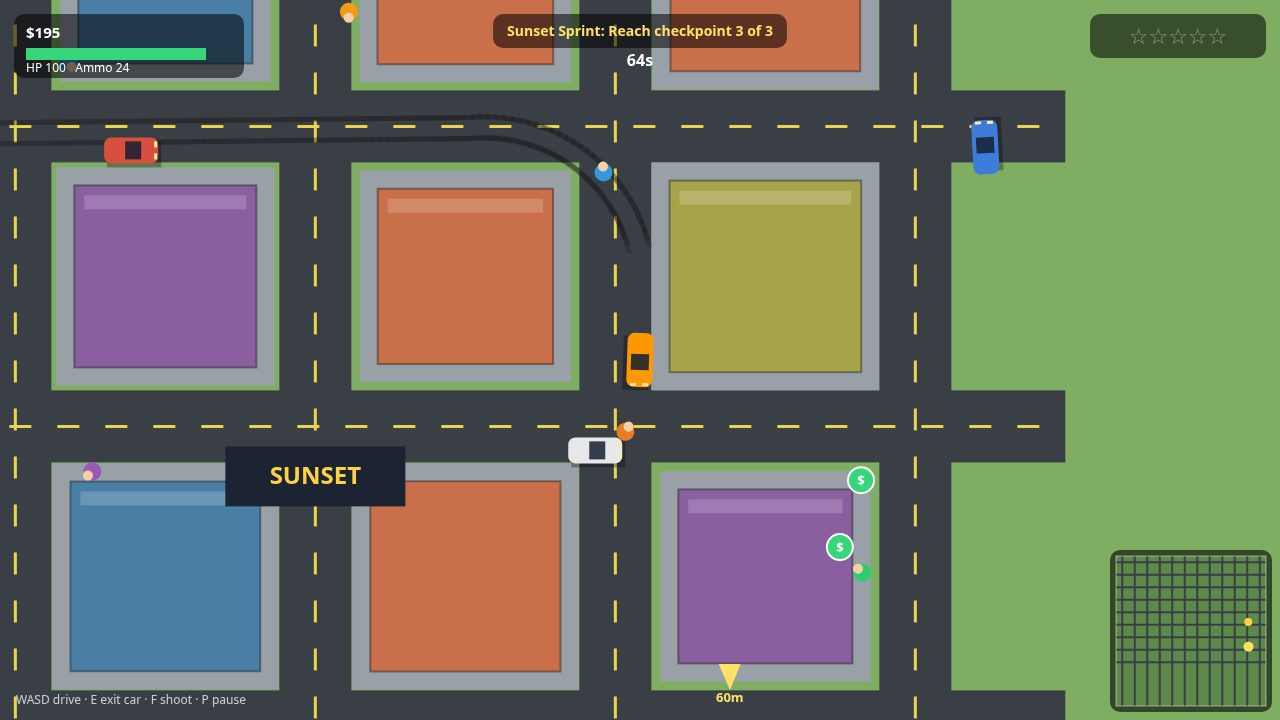 $195
HP 100 Ammo 24
Sunset Sprint: Reach checkpoint 3 of 3
64s
☆☆☆☆☆
SUNSET
$
$
60m
WASD drive · E exit car · F shoot · P pause